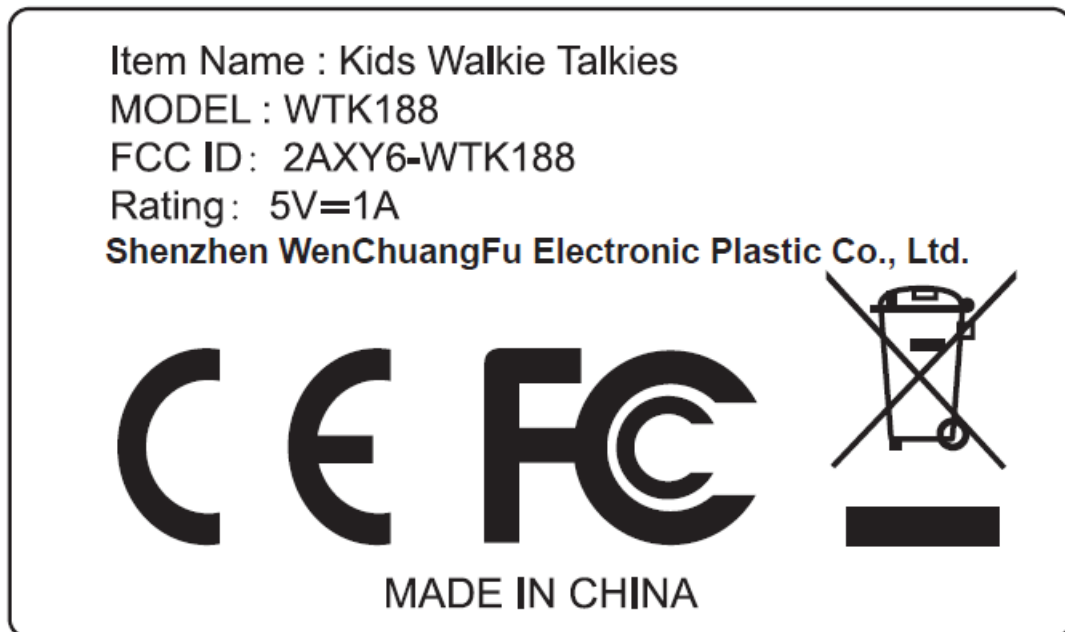 Item Name : Kids Walkie Talkies
MODEL : WTK188
FCC ID： 2AXY6-WTK188
Rating： 5V⎓1A
Shenzhen WenChuangFu Electronic Plastic Co., Ltd.
CE FCC
MADE IN CHINA